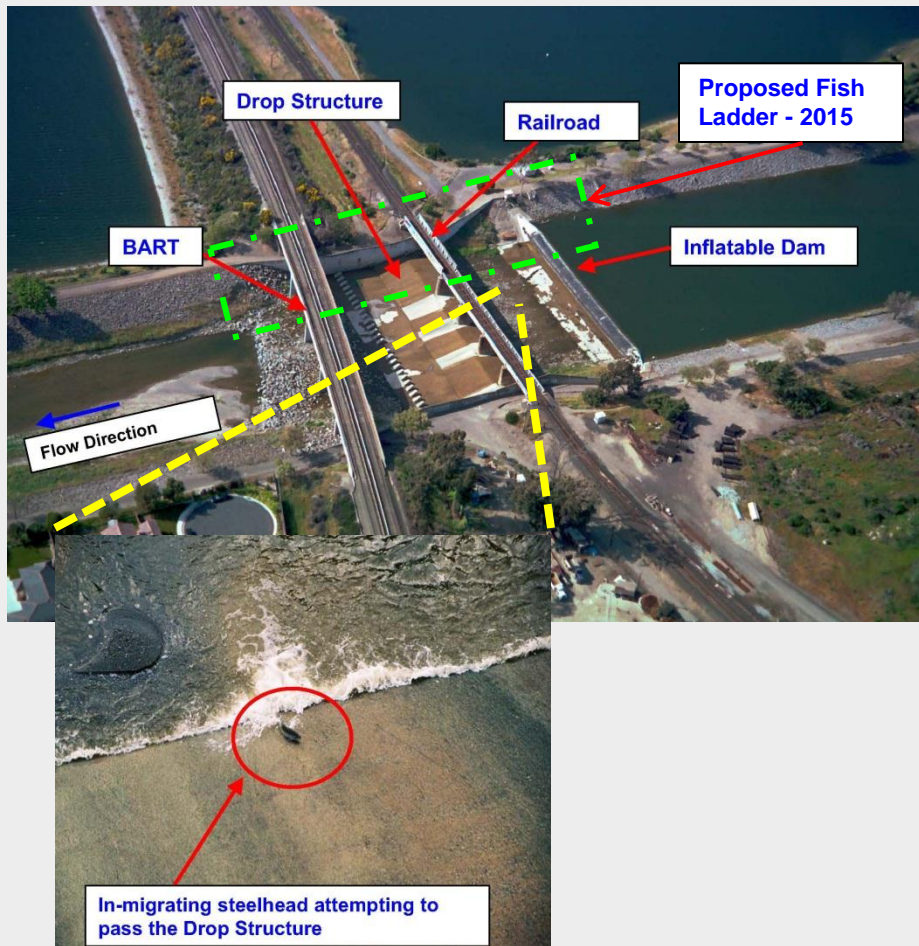 Drop Structure
Railroad
Proposed Fish
Ladder - 2015
BART
Inflatable Dam
Flow Direction
In-migrating steelhead attempting to
pass the Drop Structure